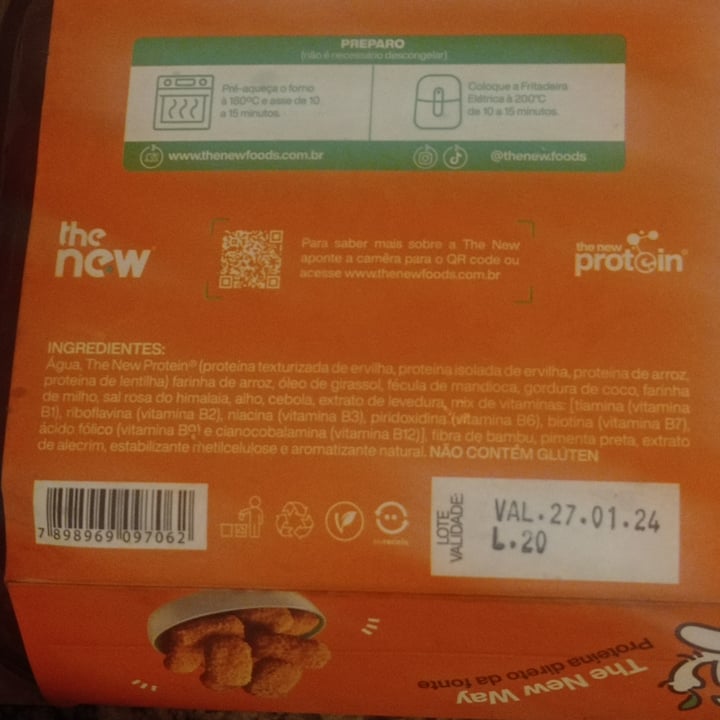 PREPARO
(não é necessário descongelar)
Pré-aqueça o forno
à 180ºC e asse de 10
a 15 minutos.
Coloque a Fritadeira
Elétrica à 200°C
de 10 a 15 minutos.
www.thenewfoods.com.br
@thenew.foods
the
new
Para saber mais sobre a The New
aponte a camêra para o QR code ou
acesse www.thenewfoods.com.br
the new
protein
INGREDIENTES:
Água, The New Protein® (proteína texturizada de ervilha, proteína isolada de ervilha, proteína de arroz,
proteína de lentilha) farinha de arroz, óleo de girassol, fécula de mandioca, gordura de coco, farinha
de milho, sal rosa do himalaia, alho, cebola, extrato de levedura, mix de vitaminas: [tiamina (vitamina
B1), riboflavina (vitamina B2), niacina (vitamina B3), piridoxidina (vitamina B6), biotina (vitamina B7),
ácido fólico (vitamina B9) e cianocobalamina (vitamina B12)], fibra de bambu, pimenta preta, extrato
de alecrim, estabilizante metilcelulose e aromatizante natural. NÃO CONTÉM GLÚTEN
7 898969 097062
eureciclo
LOTE
VALIDADE:
VAL.27.01.24
L.20
The New Way
Proteína direto da fonte